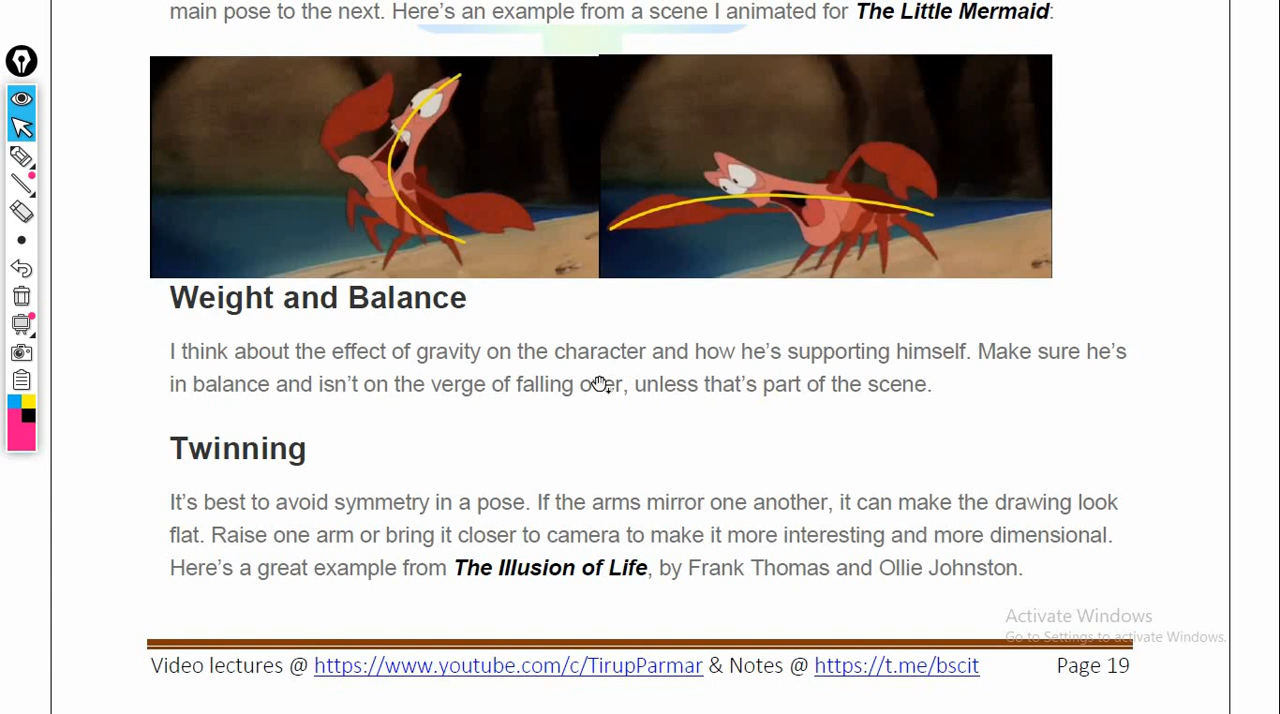 main pose to the next. Here’s an example from a scene I animated for The Little Mermaid:
Weight and Balance
I think about the effect of gravity on the character and how he’s supporting himself. Make sure he’s
in balance and isn’t on the verge of falling over, unless that’s part of the scene.
Twinning
It’s best to avoid symmetry in a pose. If the arms mirror one another, it can make the drawing look
flat. Raise one arm or bring it closer to camera to make it more interesting and more dimensional.
Here’s a great example from The Illusion of Life, by Frank Thomas and Ollie Johnston.
Activate Windows
Go to Settings to activate Windows.
Video lectures @ https://www.youtube.com/c/TirupParmar & Notes @ https://t.me/bscit Page 19